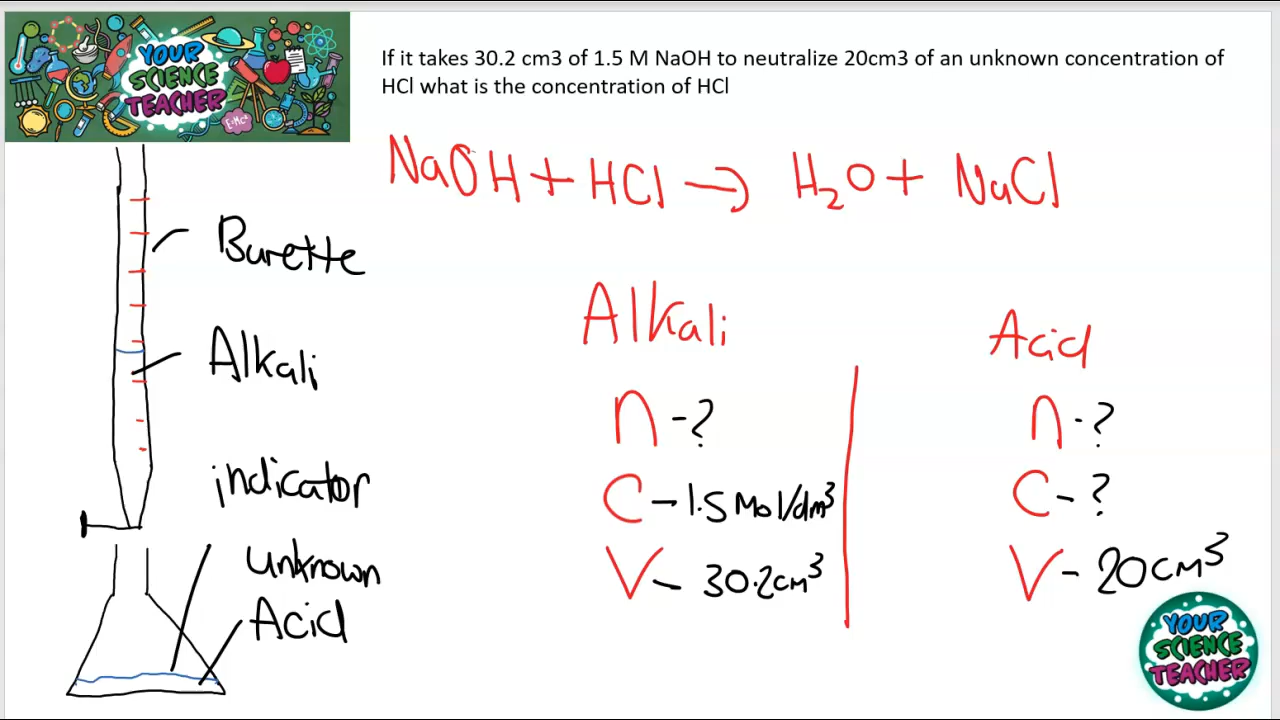 YOUR
SCIENCE
TEACHER
E=MC²
If it takes 30.2 cm3 of 1.5 M NaOH to neutralize 20cm3 of an unknown concentration of
HCl what is the concentration of HCl
NaOH + HCl → H₂O + NaCl
Burette
Alkali
indicator
unknown
Acid
Alkali
n - ?
C - 1.5 Mol/dm³
V - 30.2cm³
Acid
n - ?
C - ?
V - 20cm³
YOUR
SCIENCE
TEACHER